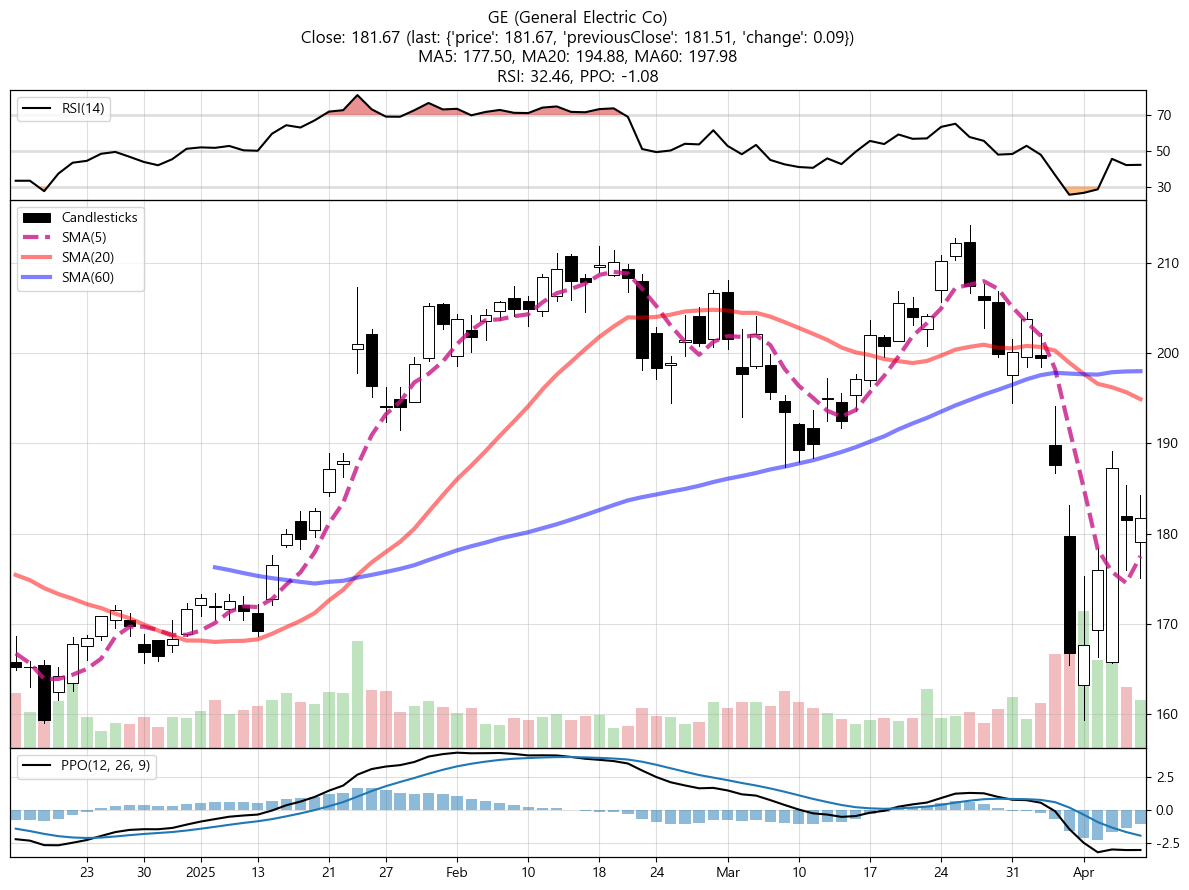 GE (General Electric Co)
Close: 181.67 (last: {'price': 181.67, 'previousClose': 181.51, 'change': 0.09})
MA5: 177.50, MA20: 194.88, MA60: 197.98
RSI: 32.46, PPO: -1.08
RSI(14)
70
50
30
Candlesticks
SMA(5)
SMA(20)
SMA(60)
210
200
190
180
170
160
PPO(12, 26, 9)
2.5
0.0
−2.5
23 30 2025 13 21 27 Feb 10 18 24 Mar 10 17 24 31 Apr